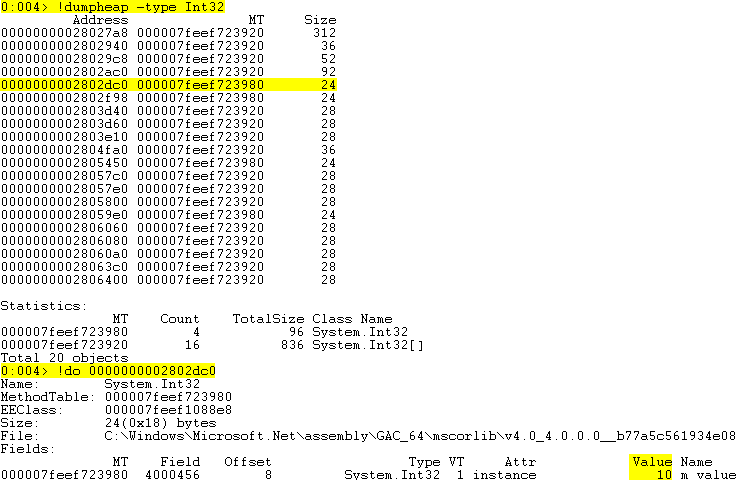 0:004> !dumpheap -type Int32
Address MT Size
00000000028027a8 000007feef723920 312
0000000002802940 000007feef723920 36
00000000028029c8 000007feef723920 52
0000000002802ac0 000007feef723920 92
0000000002802dc0 000007feef723980 24
0000000002802f98 000007feef723980 24
0000000002803d40 000007feef723920 28
0000000002803d60 000007feef723920 28
0000000002803e10 000007feef723920 28
0000000002804fa0 000007feef723920 36
0000000002805450 000007feef723980 24
00000000028057c0 000007feef723920 28
00000000028057e0 000007feef723920 28
0000000002805800 000007feef723920 28
00000000028059e0 000007feef723980 24
0000000002806060 000007feef723920 28
0000000002806080 000007feef723920 28
00000000028060a0 000007feef723920 28
00000000028063c0 000007feef723920 28
0000000002806400 000007feef723920 28
Statistics:
MT Count TotalSize Class Name
000007feef723980 4 96 System.Int32
000007feef723920 16 836 System.Int32[]
Total 20 objects
0:004> !do 0000000002802dc0
Name: System.Int32
MethodTable: 000007feef723980
EEClass: 000007feef1088e8
Size: 24(0x18) bytes
File: C:\Windows\Microsoft.Net\assembly\GAC_64\mscorlib\v4.0_4.0.0.0__b77a5c561934e08
Fields:
MT Field Offset Type VT Attr Value Name
000007feef723980 4000456 8 System.Int32 1 instance 10 m_value